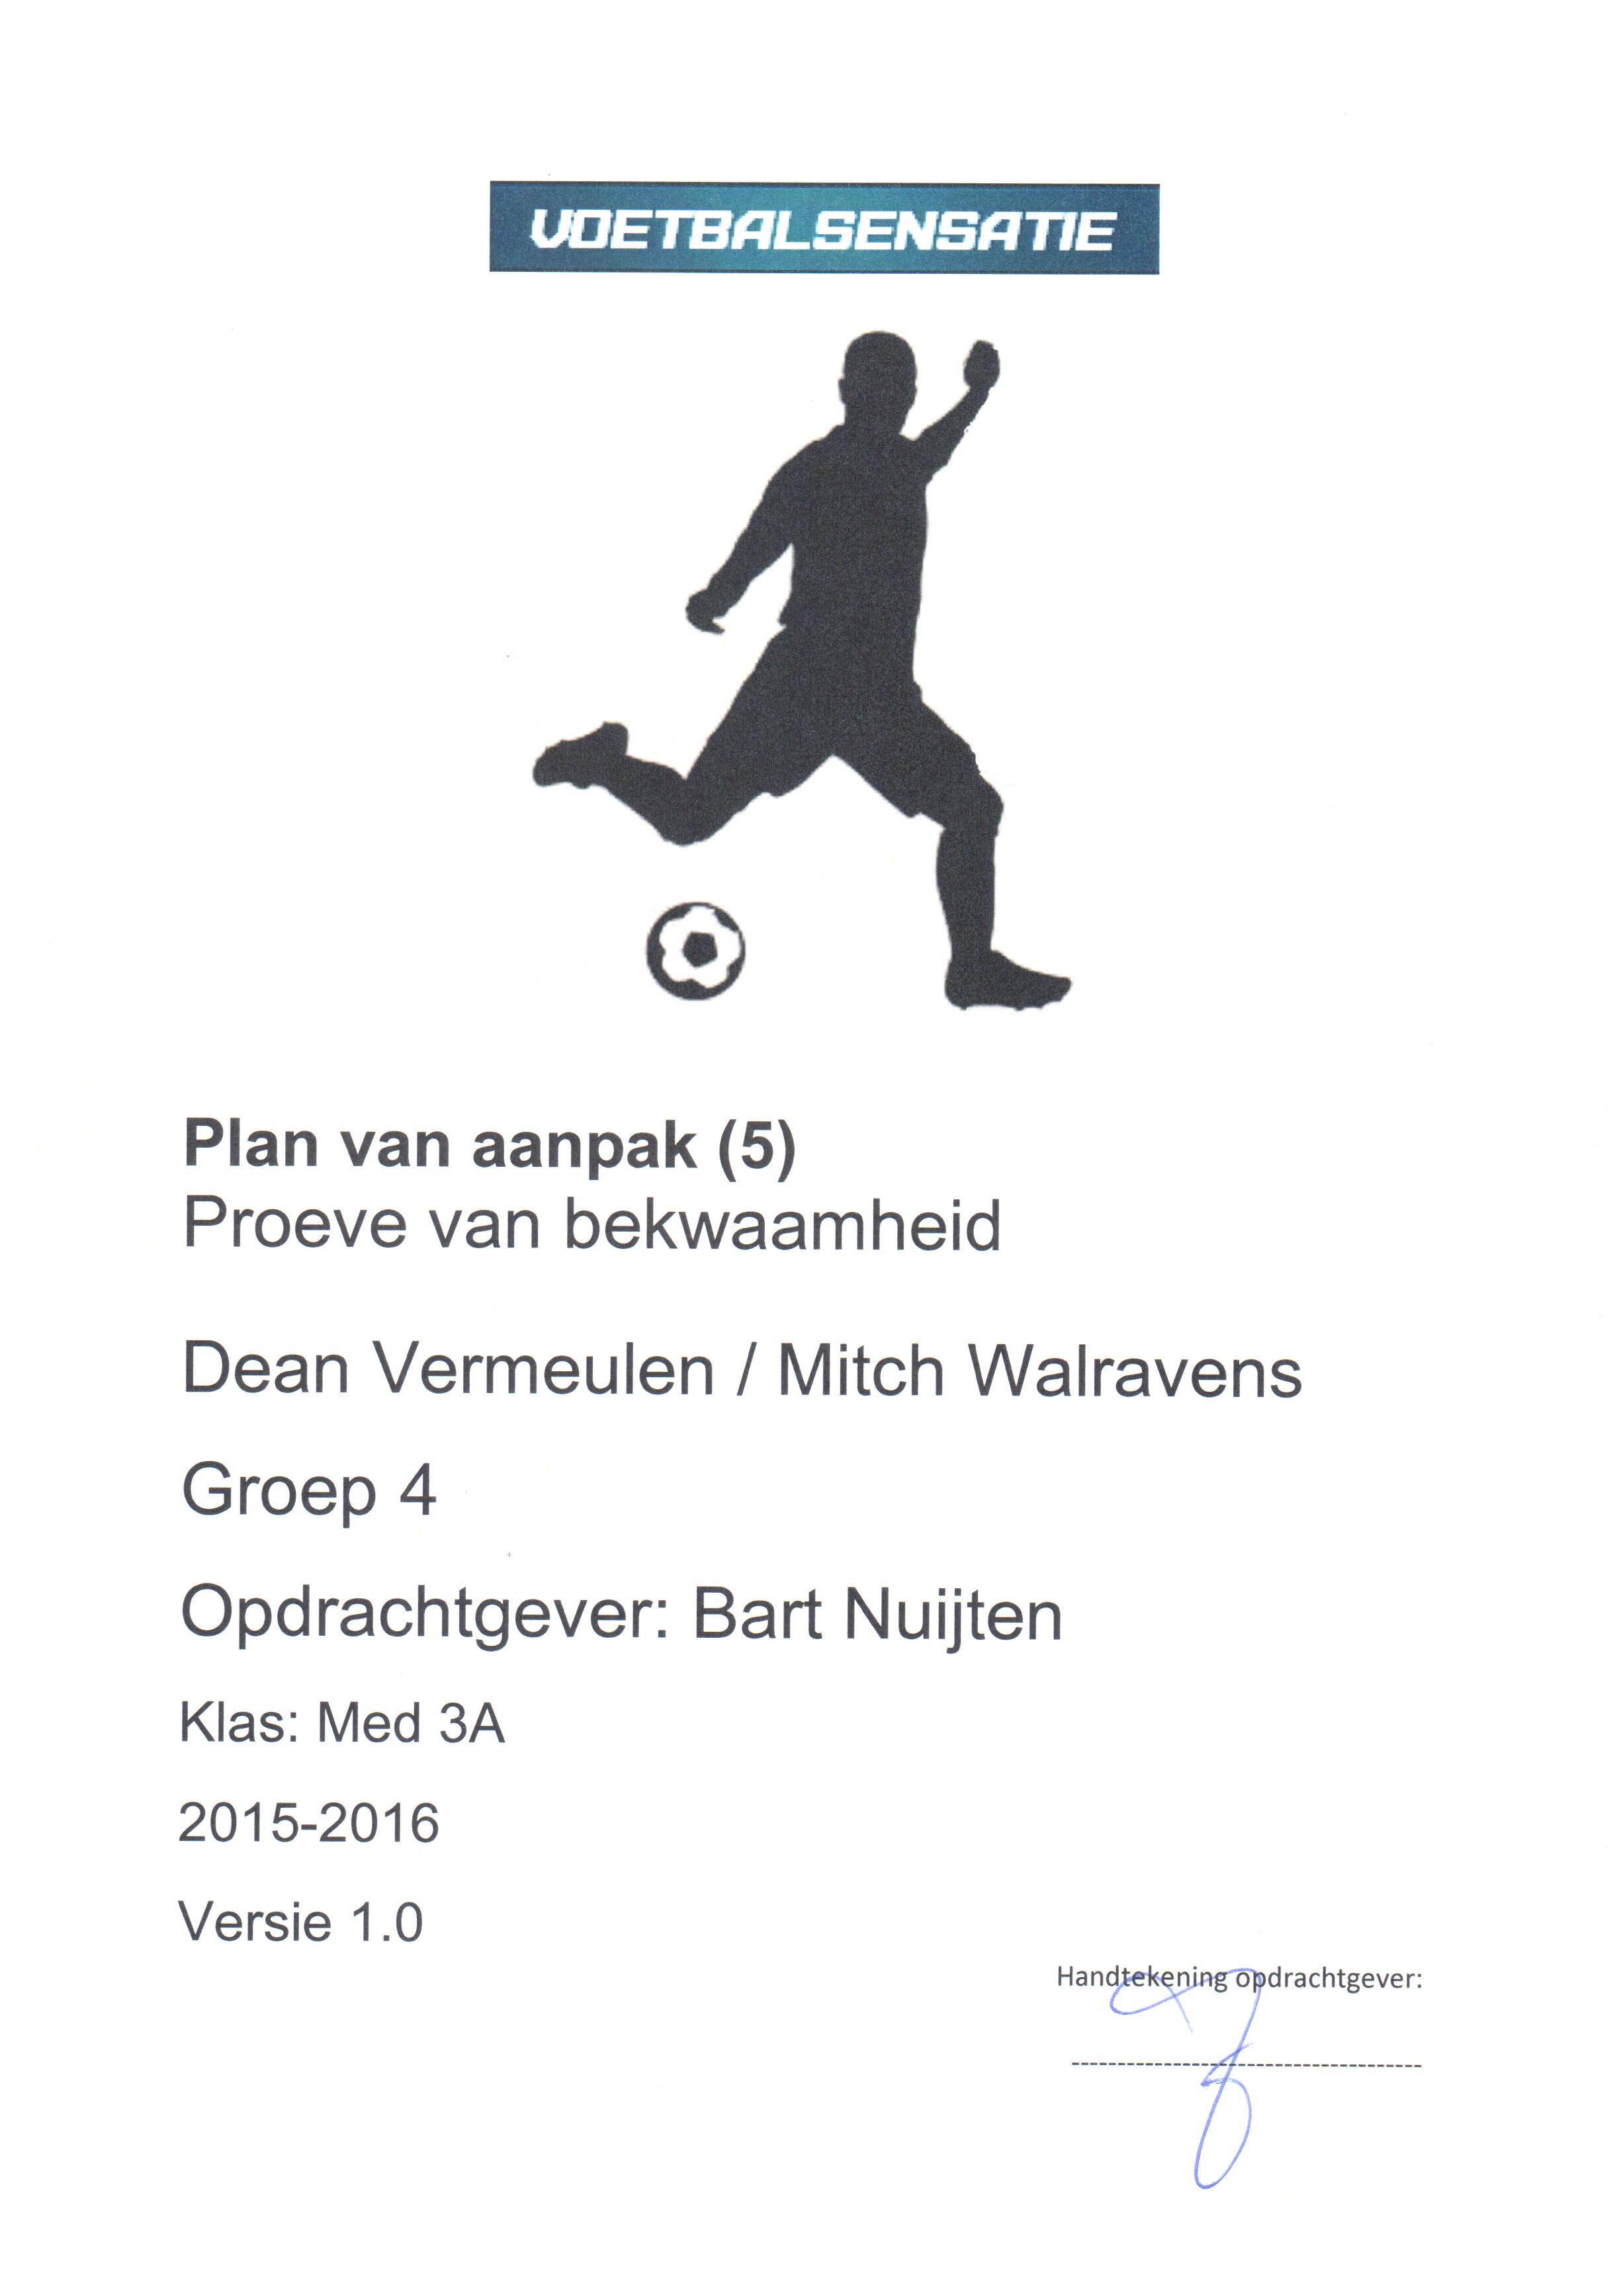 VOETBALSENSATIE
Plan van aanpak (5)
Proeve van bekwaamheid
Dean Vermeulen / Mitch Walravens
Groep 4
Opdrachtgever: Bart Nuijten
Klas: Med 3A
2015-2016
Versie 1.0
Handtekening opdrachtgever: